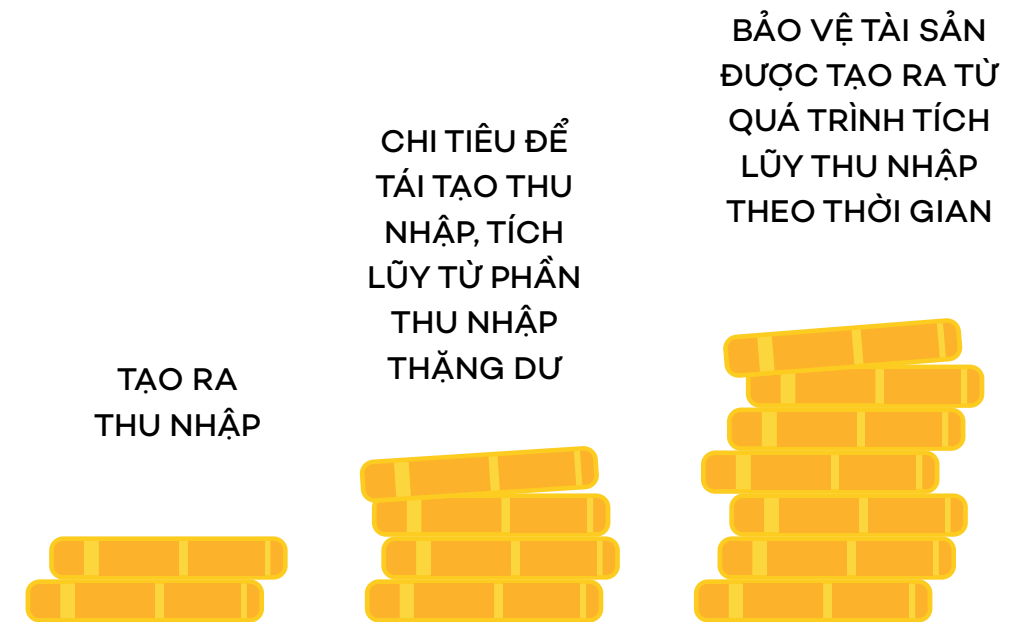 TẠO RA
THU NHẬP
CHI TIÊU ĐỂ
TÁI TẠO THU
NHẬP, TÍCH
LŨY TỪ PHẦN
THU NHẬP
THẶNG DƯ
BẢO VỆ TÀI SẢN
ĐƯỢC TẠO RA TỪ
QUÁ TRÌNH TÍCH
LŨY THU NHẬP
THEO THỜI GIAN